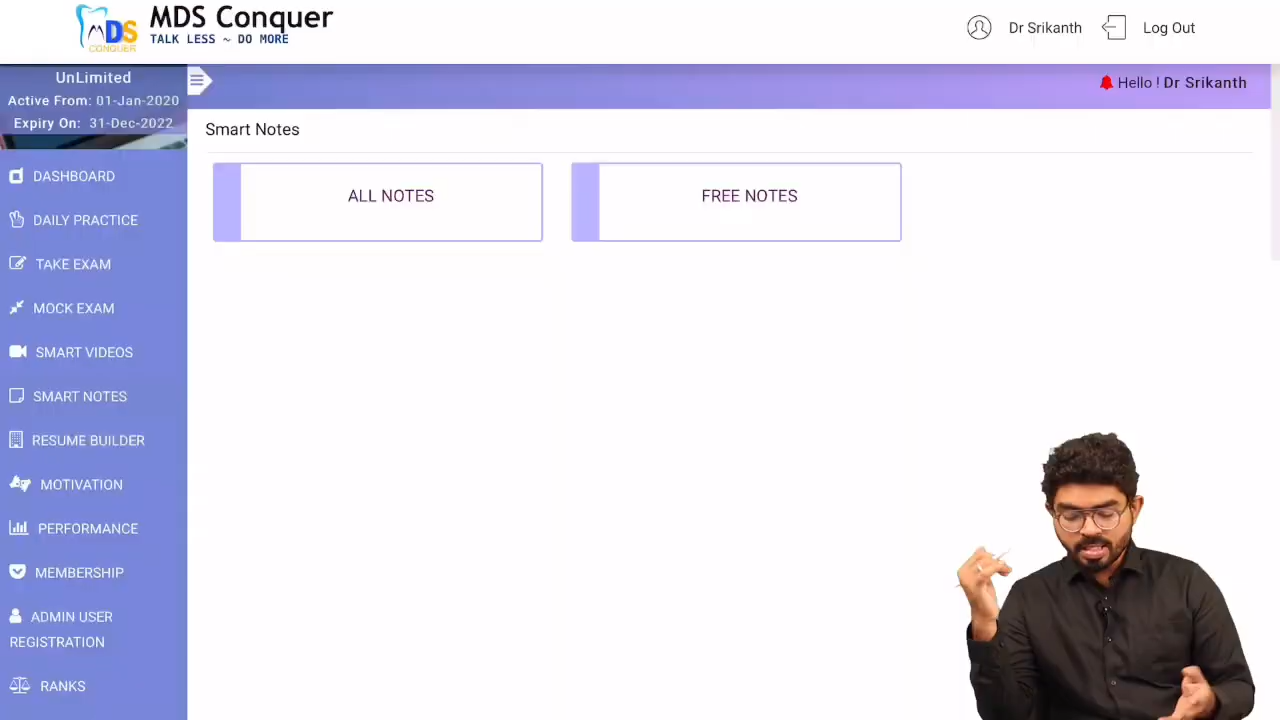 MDS Conquer
TALK LESS ~ DO MORE
MDS
CONQUER
Dr Srikanth
Log Out
UnLimited
Active From: 01-Jan-2020
Expiry On: 31-Dec-2022
Hello ! Dr Srikanth
Smart Notes
ALL NOTES
FREE NOTES
DASHBOARD
DAILY PRACTICE
TAKE EXAM
MOCK EXAM
SMART VIDEOS
SMART NOTES
RESUME BUILDER
MOTIVATION
PERFORMANCE
MEMBERSHIP
ADMIN USER
REGISTRATION
RANKS